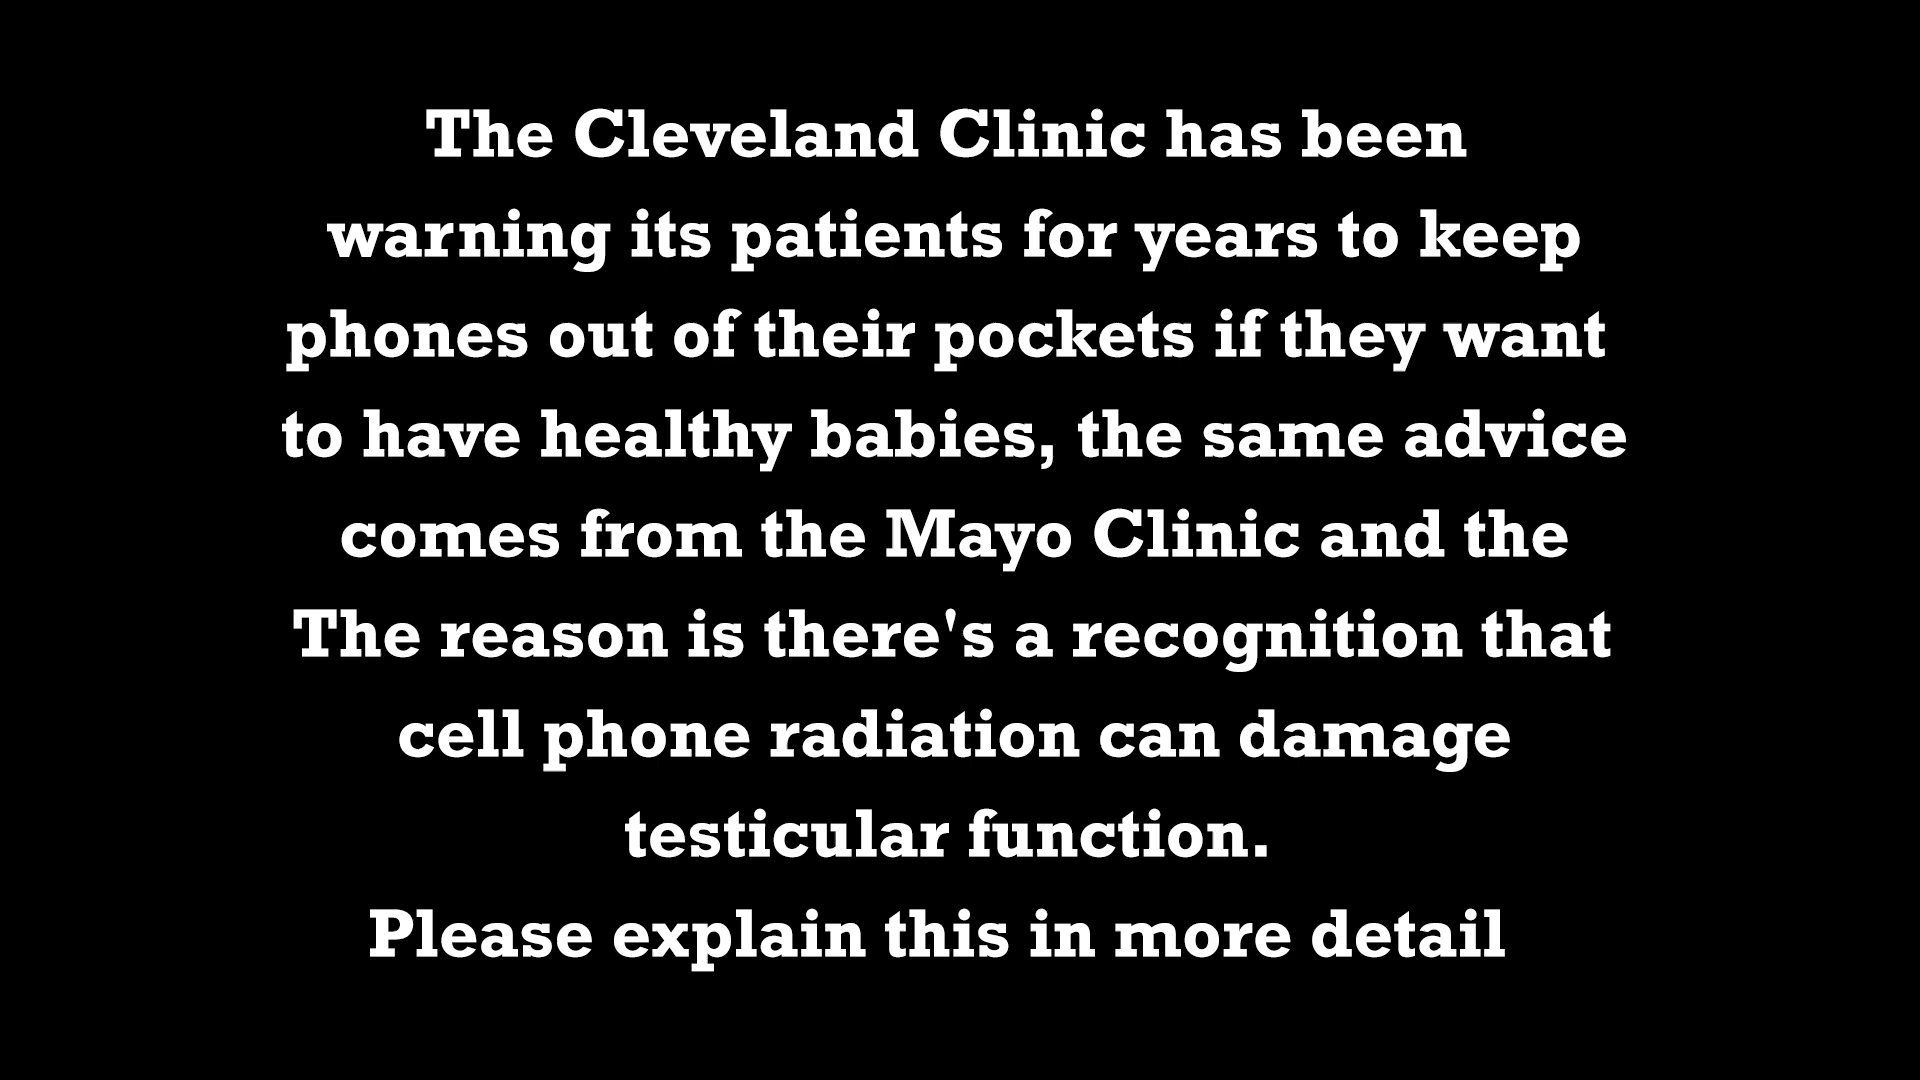 The Cleveland Clinic has been
warning its patients for years to keep
phones out of their pockets if they want
to have healthy babies, the same advice
comes from the Mayo Clinic and the
The reason is there's a recognition that
cell phone radiation can damage
testicular function.
Please explain this in more detail